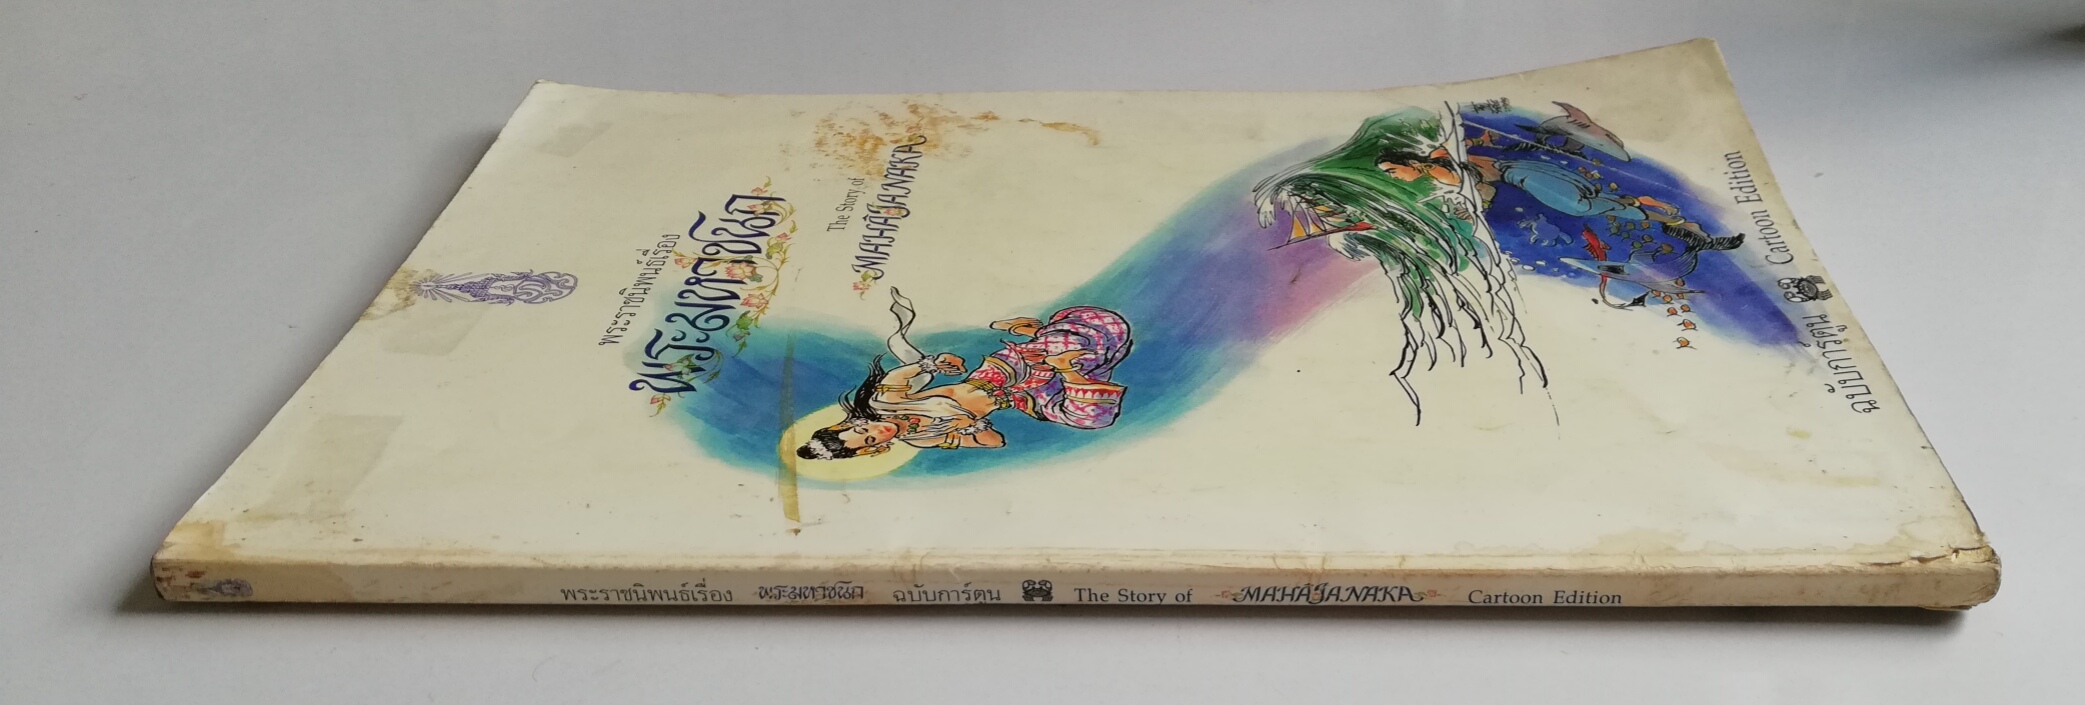 พระราชนิพนธ์เรื่อง
พระมหาชนก
The Story of
MAHĀJANAKA
ฉบับการ์ตูน Cartoon Edition
พระราชนิพนธ์เรื่อง พระมหาชนก ฉบับการ์ตูน The Story of MAHĀJANAKA Cartoon Edition